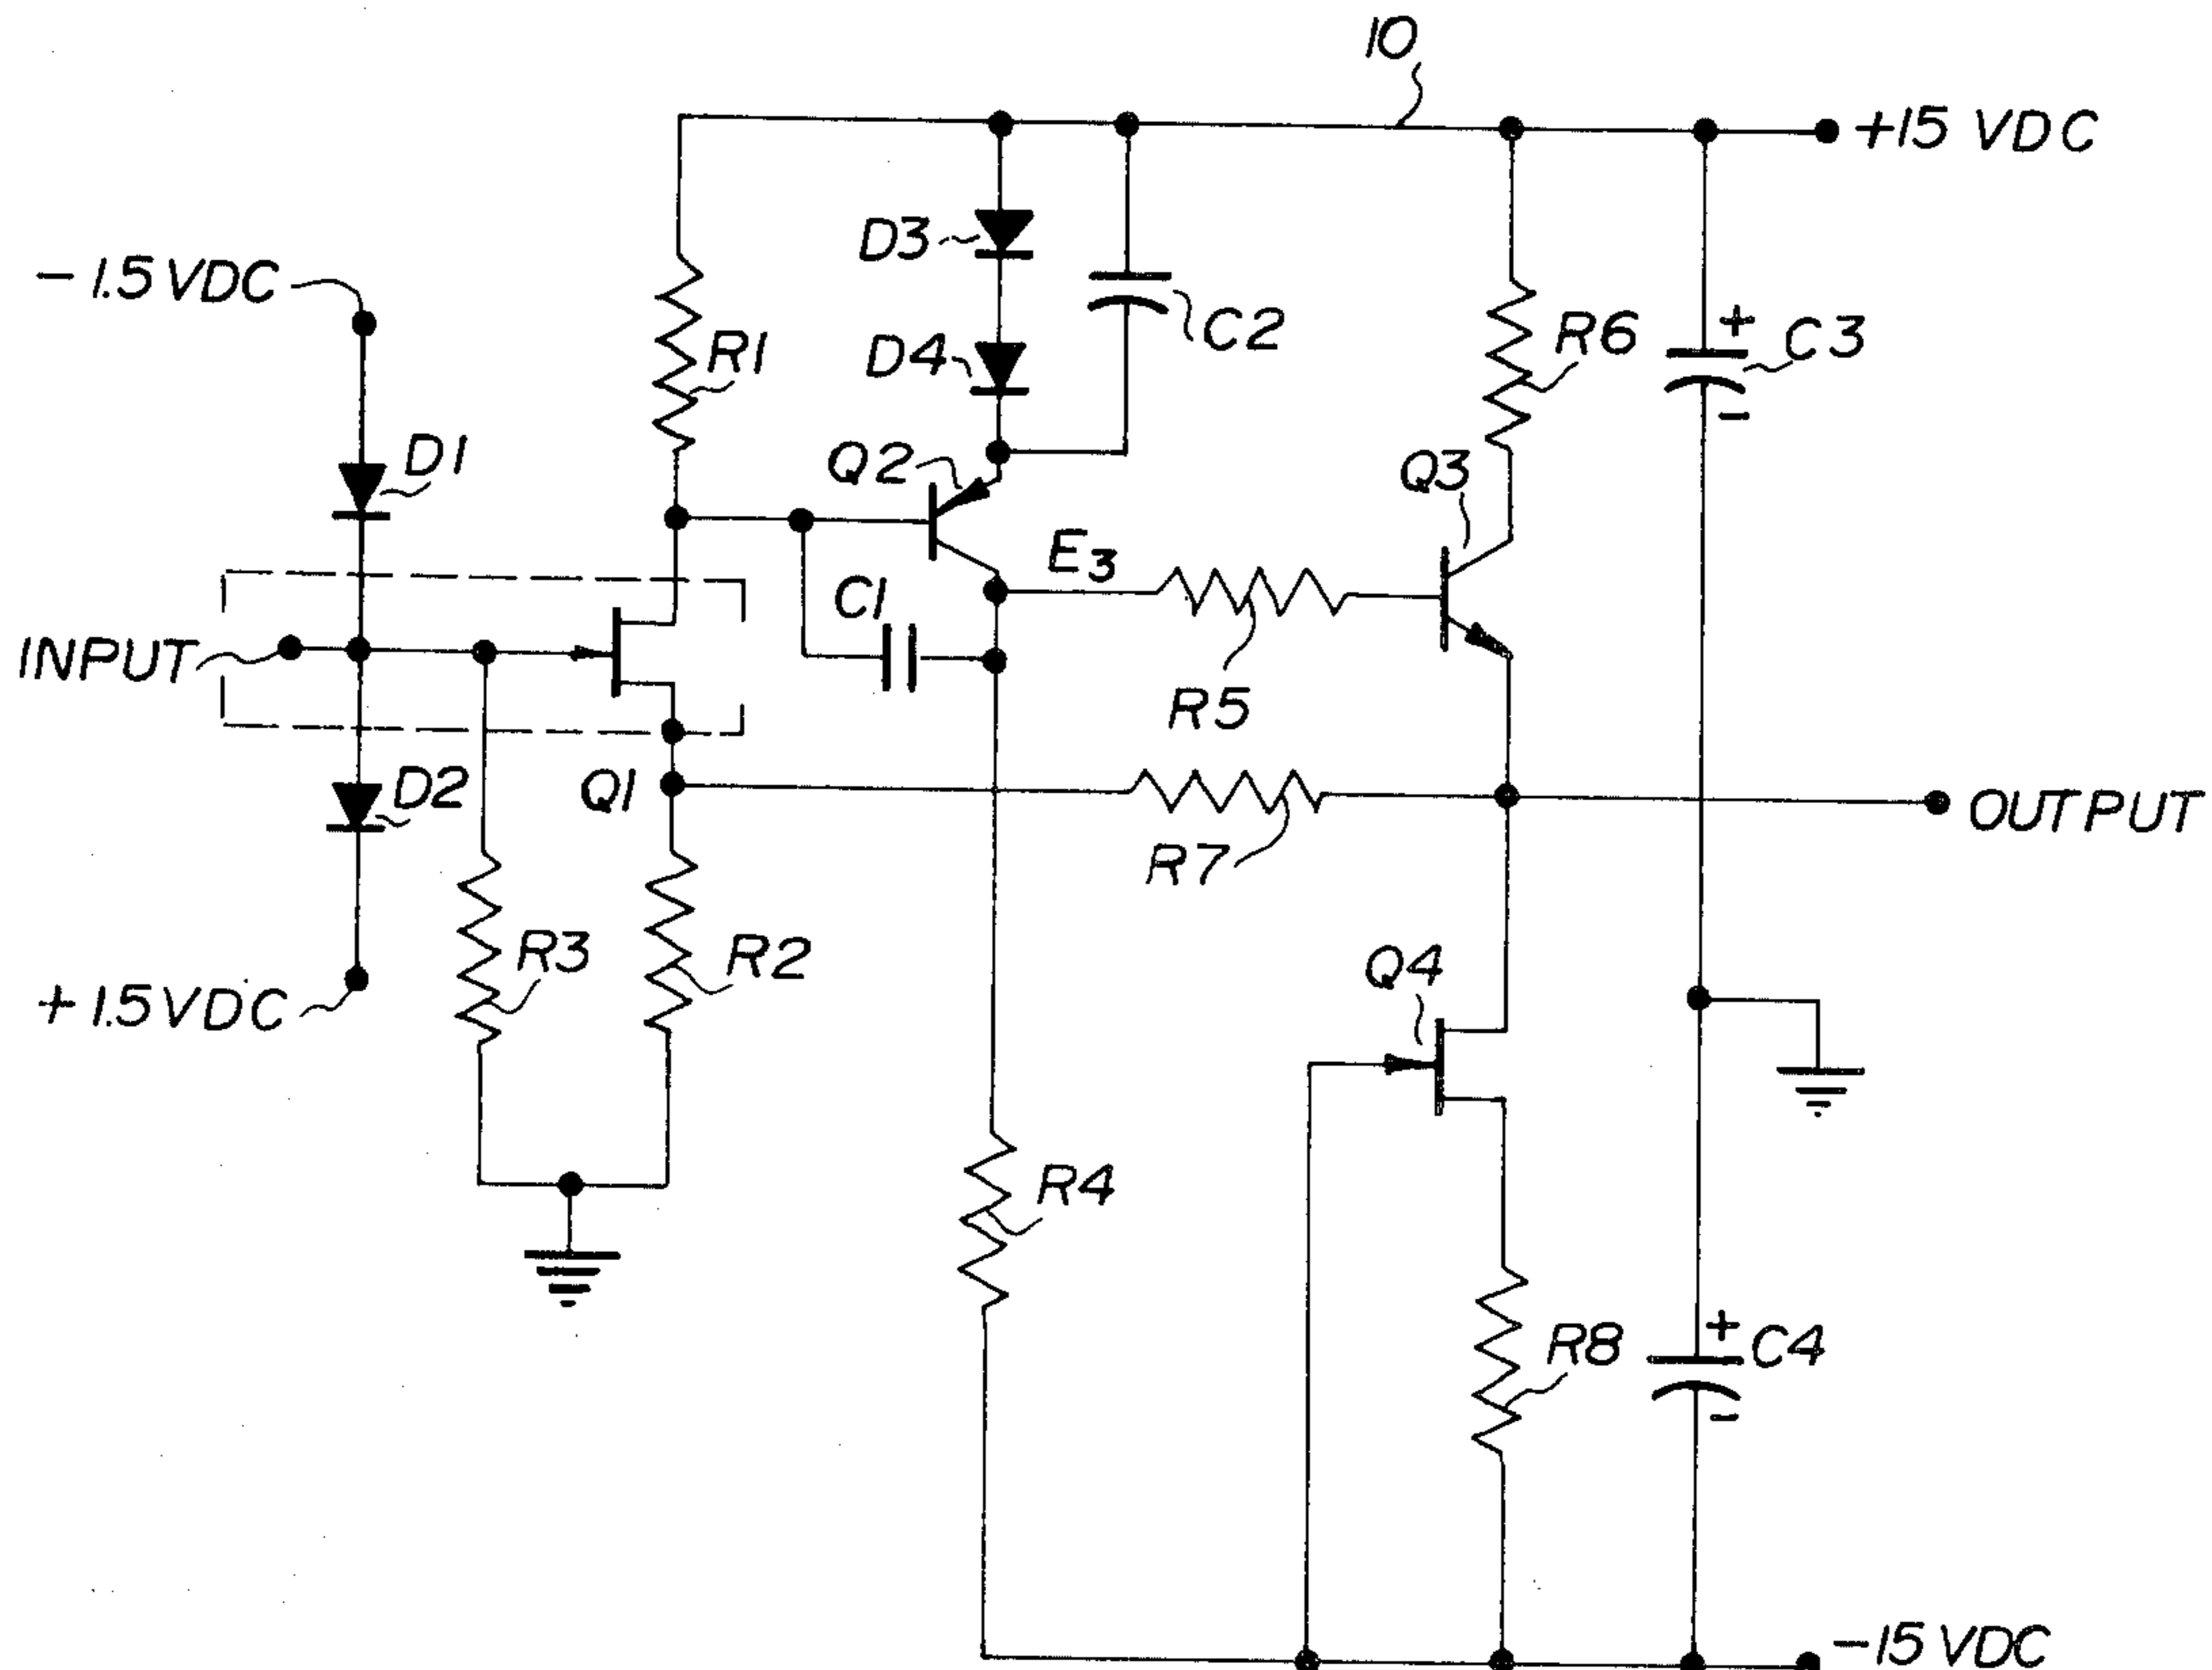 10
+15 VDC
D3
-1.5 VDC
C2
R1
D4
R6
+
C3
-
D1
Q2
Q3
E3
C1
INPUT
R5
D2
Q1
OUTPUT
R7
R3
R2
Q4
+1.5 VDC
R4
+
R8
C4
-
-15 VDC